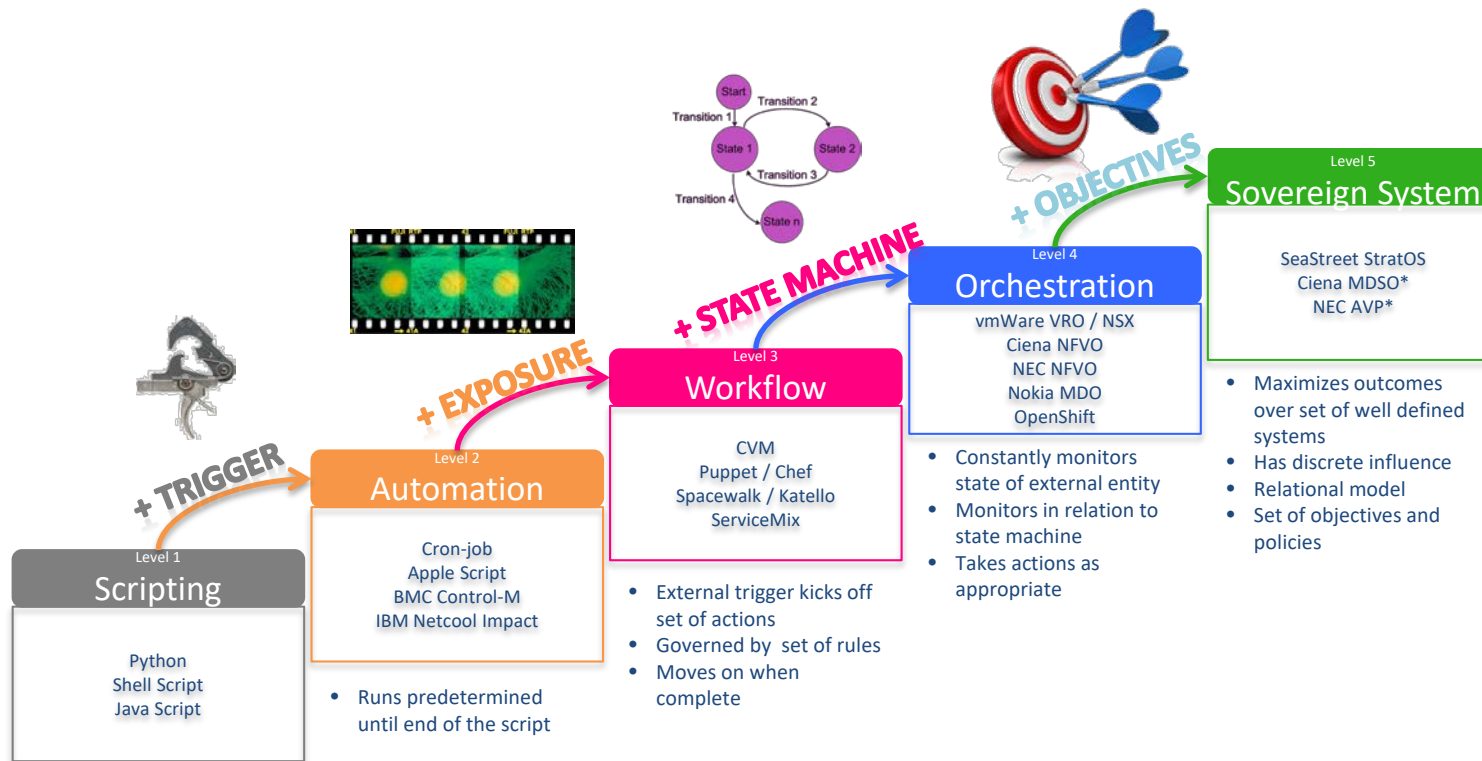 Level 1
Scripting
Python
Shell Script
Java Script
+ TRIGGER
Level 2
Automation
Cron-job
Apple Script
BMC Control-M
IBM Netcool Impact
• Runs predetermined
until end of the script
+ EXPOSURE
Level 3
Workflow
CVM
Puppet / Chef
Spacewalk / Katello
ServiceMix
• External trigger kicks off
set of actions
• Governed by set of rules
• Moves on when
complete
+ STATE MACHINE
Start
Transition 1
Transition 2
State 1
State 2
Transition 3
Transition 4
State n
Level 4
Orchestration
vmWare VRO / NSX
Ciena NFVO
NEC NFVO
Nokia MDO
OpenShift
• Constantly monitors
state of external entity
• Monitors in relation to
state machine
• Takes actions as
appropriate
+ OBJECTIVES
Level 5
Sovereign System
SeaStreet StratOS
Ciena MDSO*
NEC AVP*
• Maximizes outcomes
over set of well defined
systems
• Has discrete influence
• Relational model
• Set of objectives and
policies